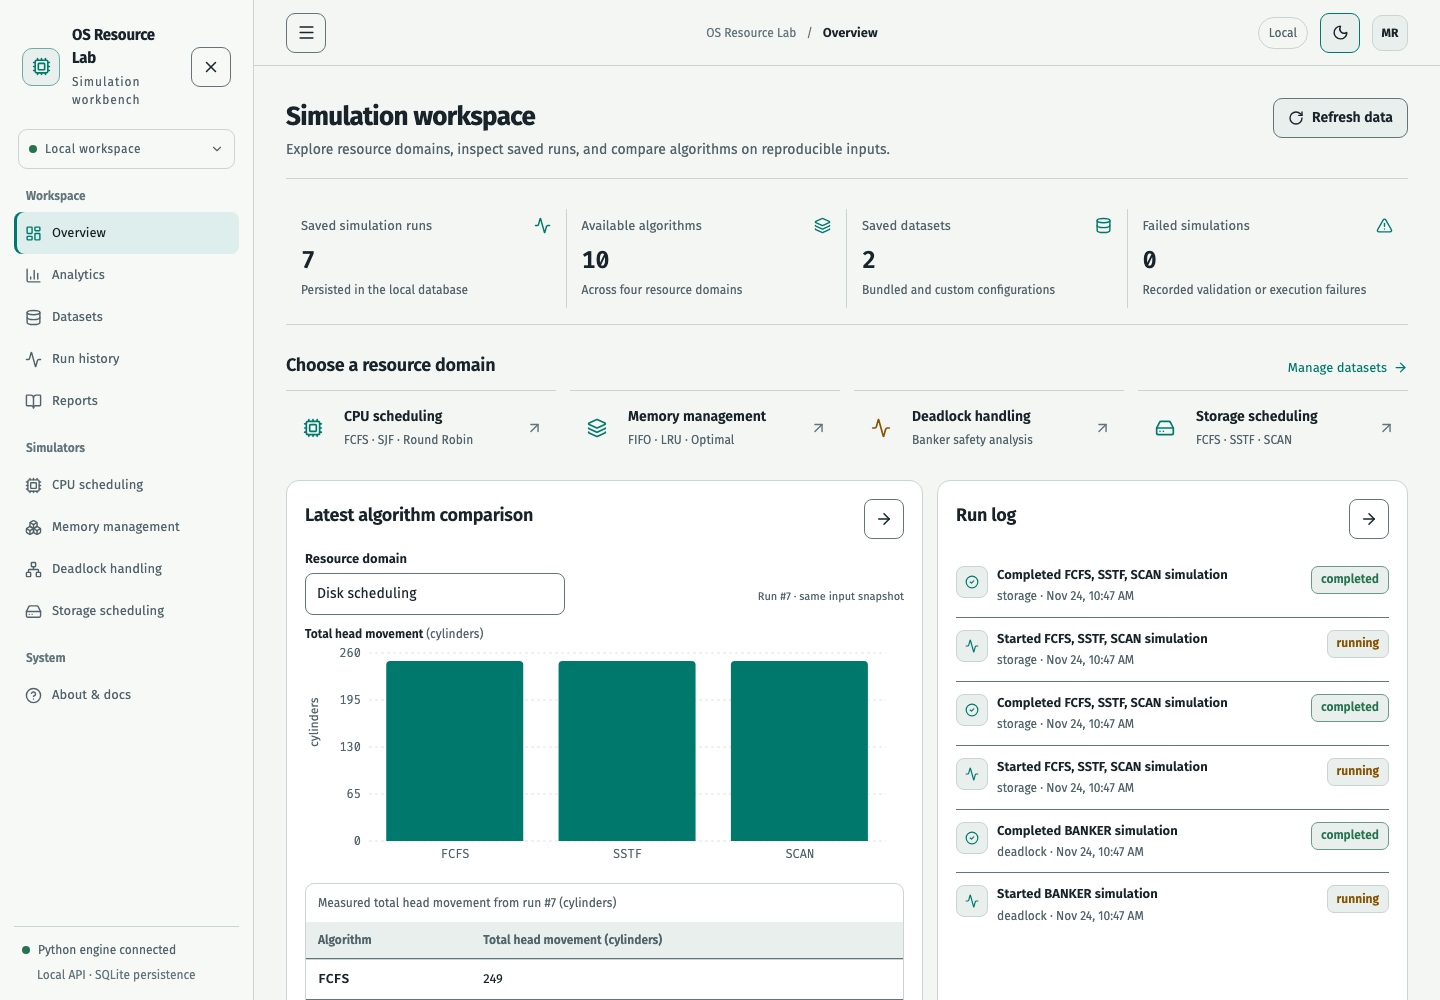 OS Resource
Lab
Simulation
workbench
Local workspace
Workspace
Overview
Analytics
Datasets
Run history
Reports
Simulators
CPU scheduling
Memory management
Deadlock handling
Storage scheduling
System
About & docs
Python engine connected
Local API · SQLite persistence
OS Resource Lab / Overview
Local
MR
Simulation workspace
Explore resource domains, inspect saved runs, and compare algorithms on reproducible inputs.
Refresh data
Saved simulation runs
7
Persisted in the local database
Available algorithms
10
Across four resource domains
Saved datasets
2
Bundled and custom configurations
Failed simulations
0
Recorded validation or execution failures
Choose a resource domain
Manage datasets
CPU scheduling
FCFS · SJF · Round Robin
Memory management
FIFO · LRU · Optimal
Deadlock handling
Banker safety analysis
Storage scheduling
FCFS · SSTF · SCAN
Latest algorithm comparison
Resource domain
Disk scheduling
Run #7 · same input snapshot
Total head movement (cylinders)
260
195
130
65
0
cylinders
FCFS
SSTF
SCAN
Measured total head movement from run #7 (cylinders)
Algorithm Total head movement (cylinders)
FCFS 249
Run log
Completed FCFS, SSTF, SCAN simulation
storage · Nov 24, 10:47 AM
completed
Started FCFS, SSTF, SCAN simulation
storage · Nov 24, 10:47 AM
running
Completed FCFS, SSTF, SCAN simulation
storage · Nov 24, 10:47 AM
completed
Started FCFS, SSTF, SCAN simulation
storage · Nov 24, 10:47 AM
running
Completed BANKER simulation
deadlock · Nov 24, 10:47 AM
completed
Started BANKER simulation
deadlock · Nov 24, 10:47 AM
running